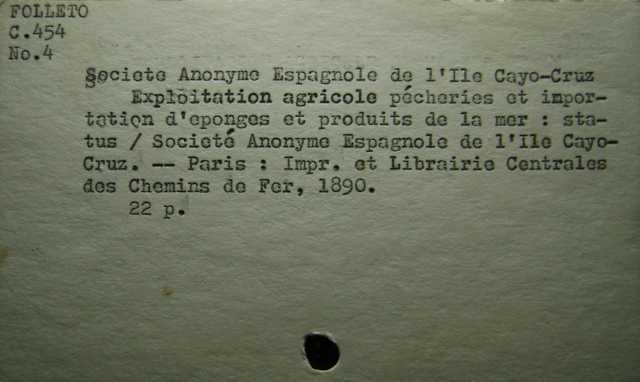 FOLLETO
C.454
No.4
Societe Anonyme Espagnole de l'Ile Cayo-Cruz
Exploitation agricole pécheries et impor-
tation d'eponges et produits de la mer : sta-
tus / Societé Anonyme Espagnole de l'Ile Cayo-
Cruz. -- Paris : Impr. et Librairie Centrales
des Chemins de Fer, 1890.
22 p.